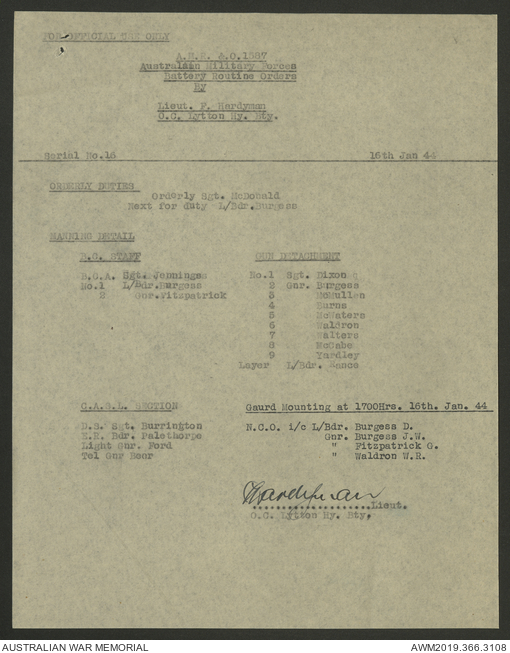 FOR OFFICIAL USE ONLY
Australian Military Forces
Battery Routine Orders
By
Lieut. F. Hardyman
O.C. Lytton Hy. Bty.
Serial No.16 16th Jan 44
ORDERLY DUTIES
Orderly Sgt. McDonald
Next for duty L/Bdr.Burgess
MANNING DETAIL
B.C. STAFF
B.C.A. Sgt. Jennings
No.1 L/Bdr.Burgess
2 Gnr.Fitzpatrick
GUN DETACHMENT
No.1 Sgt. Dixon
2 Gnr. Burgess
3 McMullen
4 Burns
5 McWaters
6 Waldron
7 Walters
8 McCabe
9 Yardley
Layer L/Bdr. Hance
C.A.S.L. SECTION
D.S. Sgt. Burrington
E.R. Bdr. Palethorpe
Light Gnr. Ford
Tel Gnr Boor
Gaurd Mounting at 1700Hrs. 16th. Jan. 44
N.C.O. i/c L/Bdr. Burgess D.
Gnr. Burgess J.W.
" Fitzpatrick G.
" Waldron W.R.
Hardyman
....................Lieut.
O.C. Lytton Hy. Bty,
AUSTRALIAN WAR MEMORIAL AWM2019.366.3108